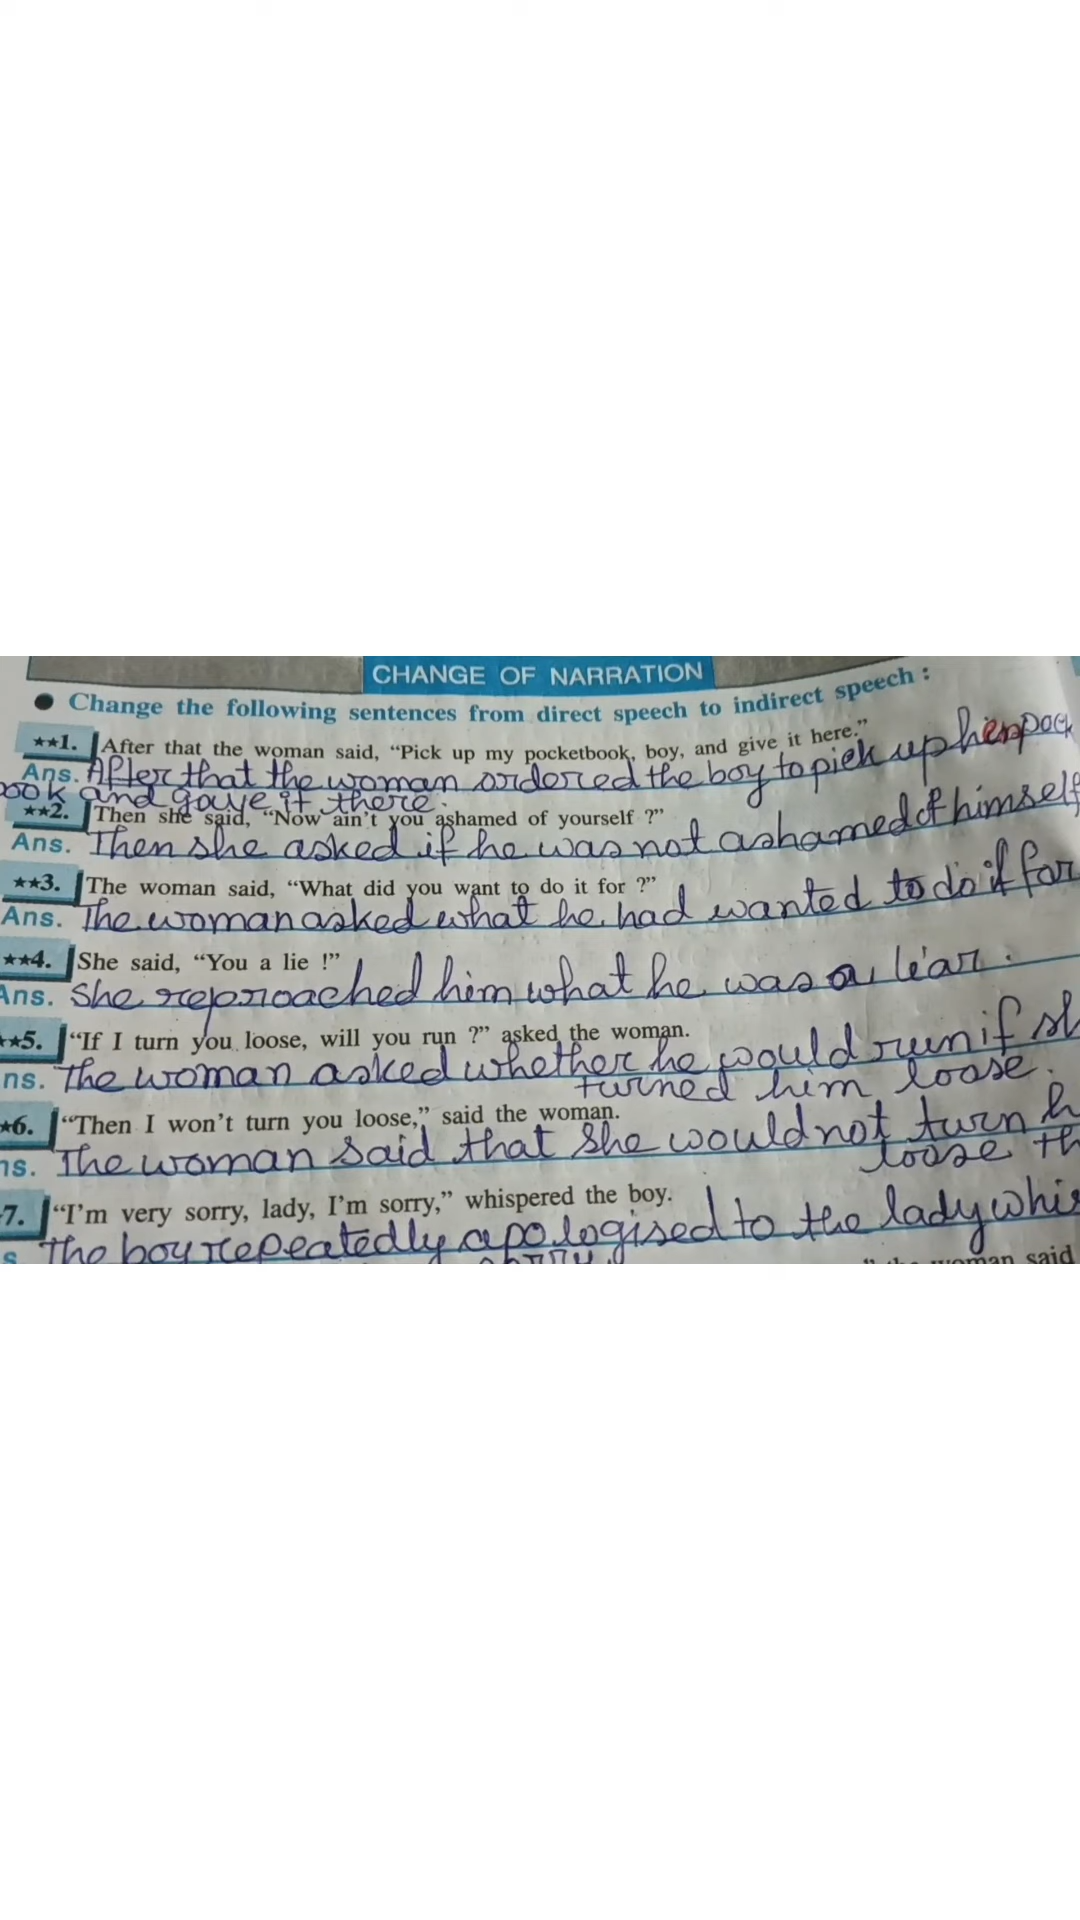 CHANGE OF NARRATION
● Change the following sentences from direct speech to indirect speech :
★★1. After that the woman said, “Pick up my pocketbook, boy, and give it here.”
Ans. After that the woman ordered the boy to pick up her pock
ook and gave it there.
★★2. Then she said, “Now ain't you ashamed of yourself ?”
Ans. Then she asked if he was not ashamed of himself
★★3. The woman said, “What did you want to do it for ?”
Ans. The woman asked what he had wanted to do it for
★★4. She said, “You a lie !”
Ans. She reproached him what he was a liar.
★★5. “If I turn you loose, will you run ?” asked the woman.
ns. The woman asked whether he would run if sh
turned him loose.
★6. “Then I won't turn you loose,” said the woman.
ns. The woman said that she would not turn h
loose th
7. “I'm very sorry, lady, I'm sorry,” whispered the boy.
s The boy repeatedly apologised to the lady whis
woman said